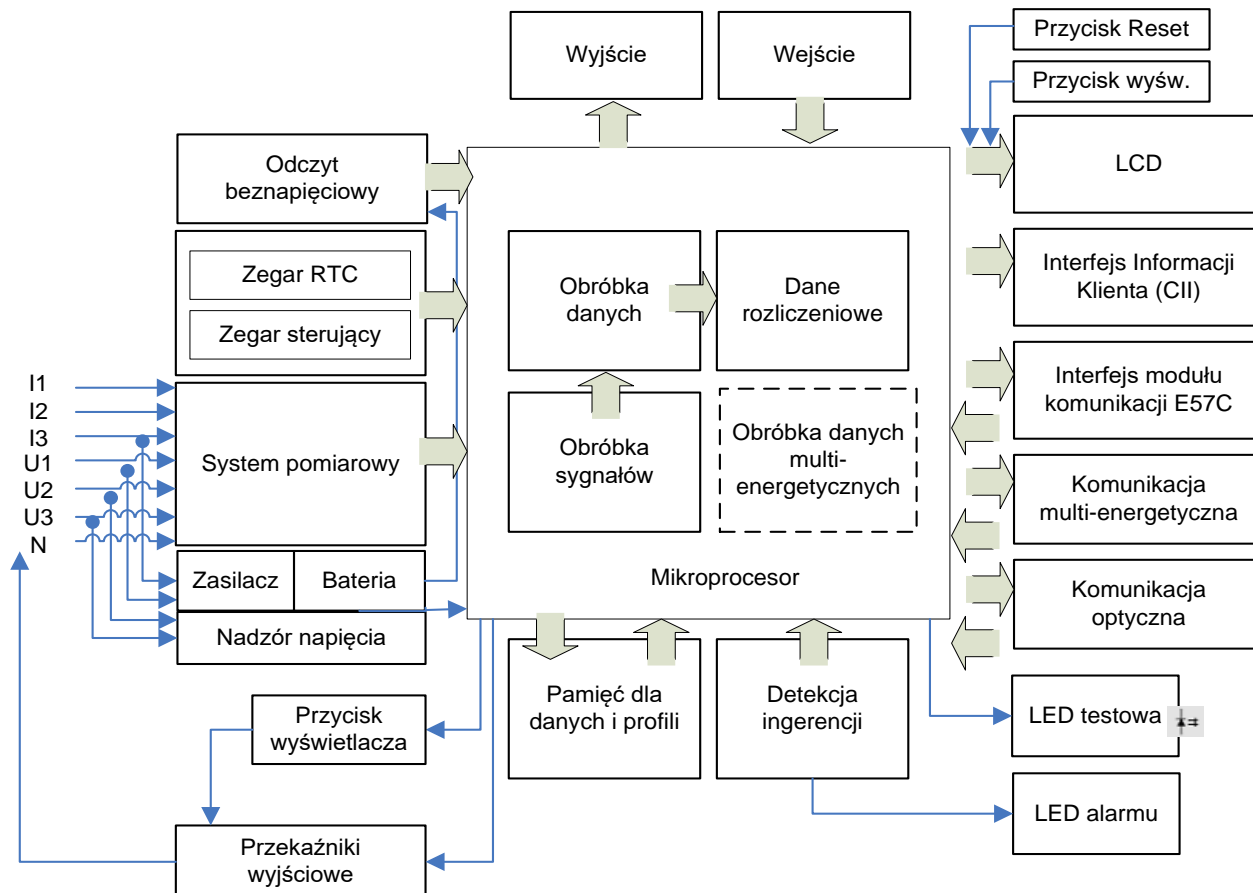 Przycisk Reset
Wyjście
Wejście
Przycisk wyśw.
Odczyt
beznapięciowy
LCD
Zegar RTC
Zegar sterujący
Obróbka
danych
Dane
rozliczeniowe
Interfejs Informacji
Klienta (CII)
I1
I2
I3
U1
U2
U3
N
System pomiarowy
Obróbka
sygnałów
Obróbka danych
multi-
energetycznych
Interfejs modułu
komunikacji E57C
Komunikacja
multi-energetyczna
Zasilacz
Bateria
Mikroprocesor
Komunikacja
optyczna
Nadzór napięcia
Pamięć dla
danych i profili
Detekcja
ingerencji
Przycisk
wyświetlacza
LED testowa
LED alarmu
Przekaźniki
wyjściowe